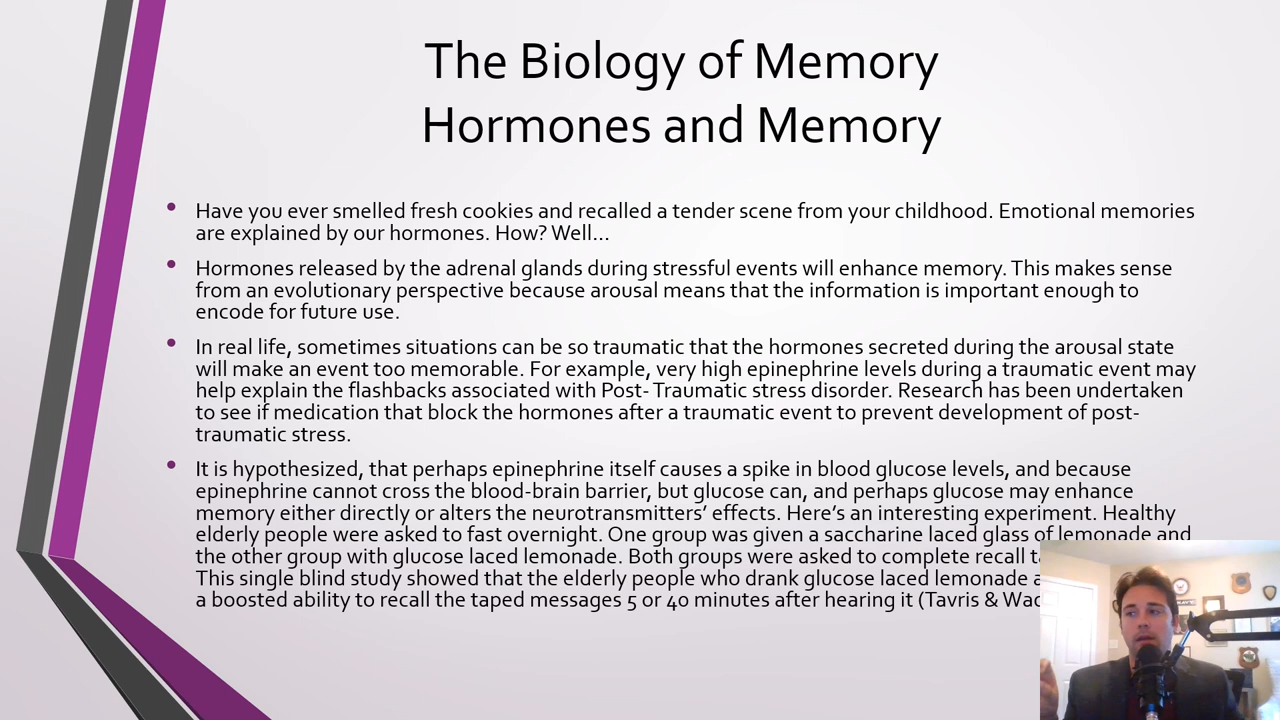 The Biology of Memory
Hormones and Memory
• Have you ever smelled fresh cookies and recalled a tender scene from your childhood. Emotional memories
are explained by our hormones. How? Well…
• Hormones released by the adrenal glands during stressful events will enhance memory. This makes sense
from an evolutionary perspective because arousal means that the information is important enough to
encode for future use.
• In real life, sometimes situations can be so traumatic that the hormones secreted during the arousal state
will make an event too memorable. For example, very high epinephrine levels during a traumatic event may
help explain the flashbacks associated with Post- Traumatic stress disorder. Research has been undertaken
to see if medication that block the hormones after a traumatic event to prevent development of post-
traumatic stress.
• It is hypothesized, that perhaps epinephrine itself causes a spike in blood glucose levels, and because
epinephrine cannot cross the blood-brain barrier, but glucose can, and perhaps glucose may enhance
memory either directly or alters the neurotransmitters’ effects. Here’s an interesting experiment. Healthy
elderly people were asked to fast overnight. One group was given a saccharine laced glass of lemonade and
the other group with glucose laced lemonade. Both groups were asked to complete recall
This single blind study showed that the elderly people who drank glucose laced lemonade
a boosted ability to recall the taped messages 5 or 40 minutes after hearing it (Tavris &